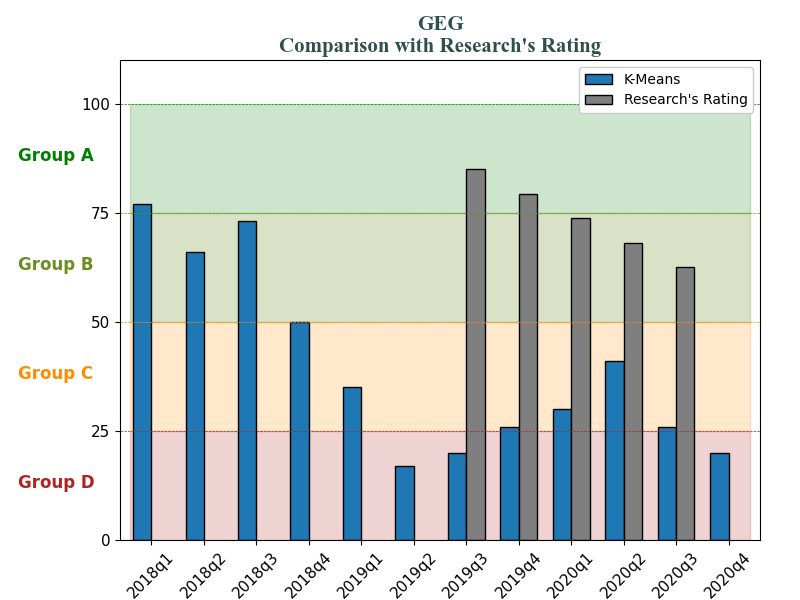 GEG
Comparison with Research's Rating
K-Means
Research's Rating
100
Group A
75
Group B
50
Group C
25
Group D
0
2018q1
2018q2
2018q3
2018q4
2019q1
2019q2
2019q3
2019q4
2020q1
2020q2
2020q3
2020q4